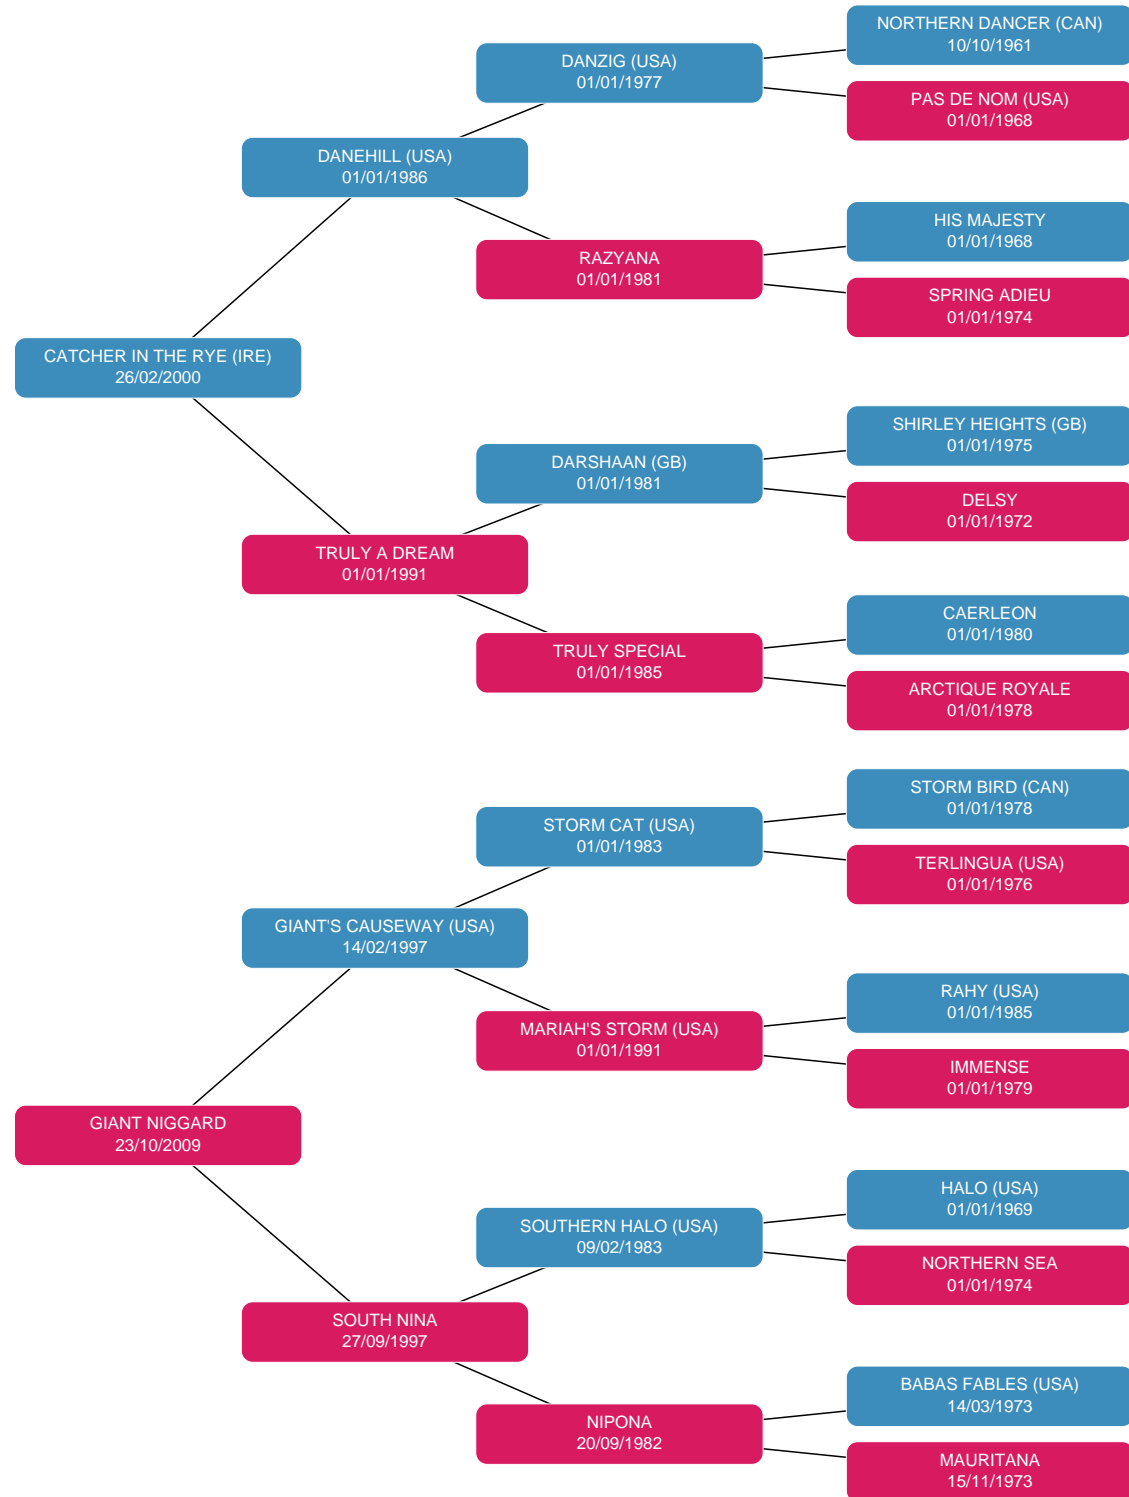 NORTHERN DANCER (CAN)
10/10/1961
DANZIG (USA)
01/01/1977
PAS DE NOM (USA)
01/01/1968
DANEHILL (USA)
01/01/1986
HIS MAJESTY
01/01/1968
RAZYANA
01/01/1981
SPRING ADIEU
01/01/1974
CATCHER IN THE RYE (IRE)
26/02/2000
SHIRLEY HEIGHTS (GB)
01/01/1975
DARSHAAN (GB)
01/01/1981
DELSY
01/01/1972
TRULY A DREAM
01/01/1991
CAERLEON
01/01/1980
TRULY SPECIAL
01/01/1985
ARCTIQUE ROYALE
01/01/1978
STORM BIRD (CAN)
01/01/1978
STORM CAT (USA)
01/01/1983
TERLINGUA (USA)
01/01/1976
GIANT'S CAUSEWAY (USA)
14/02/1997
RAHY (USA)
01/01/1985
MARIAH'S STORM (USA)
01/01/1991
IMMENSE
01/01/1979
GIANT NIGGARD
23/10/2009
HALO (USA)
01/01/1969
SOUTHERN HALO (USA)
09/02/1983
NORTHERN SEA
01/01/1974
SOUTH NINA
27/09/1997
BABAS FABLES (USA)
14/03/1973
NIPONA
20/09/1982
MAURITANA
15/11/1973